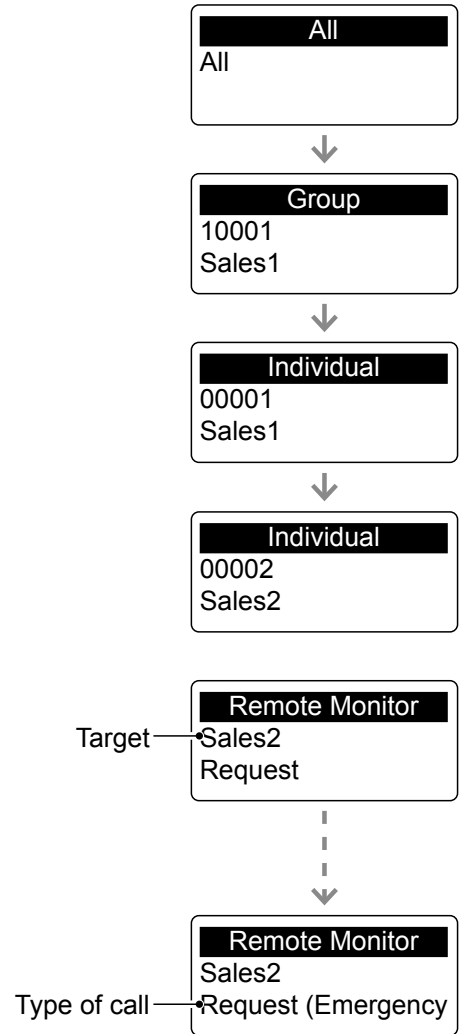 All
All
Group
10001
Sales1
Individual
00001
Sales1
Individual
00002
Sales2
Remote Monitor
Target
Sales2
Request
Remote Monitor
Sales2
Type of call
Request (Emergency